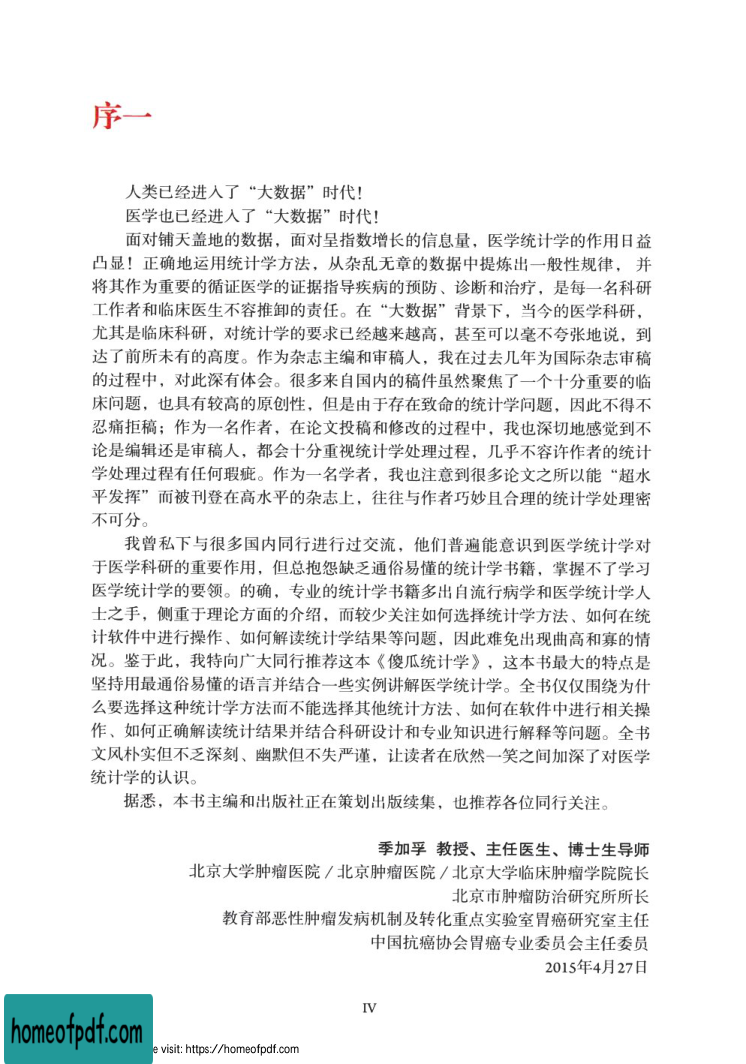 序一
人类已经进入了“大数据”时代！
医学也已经进入了“大数据”时代！
面对铺天盖地的数据，面对呈指数增长的信息量，医学统计学的作用日益
凸显！正确地运用统计学方法，从杂乱无章的数据中提炼出一般性规律， 并
将其作为重要的循证医学的证据指导疾病的预防、诊断和治疗，是每一名科研
工作者和临床医生不容推卸的责任。在“大数据”背景下，当今的医学科研，
尤其是临床科研，对统计学的要求已经越来越高，甚至可以毫不夸张地说，到
达了前所未有的高度。作为杂志主编和审稿人，我在过去几年为国际杂志审稿
的过程中，对此深有体会。很多来自国内的稿件虽然聚焦了一个十分重要的临
床问题，也具有较高的原创性，但是由于存在致命的统计学问题，因此不得不
忍痛拒稿；作为一名作者，在论文投稿和修改的过程中，我也深切地感觉到不
论是编辑还是审稿人，都会十分重视统计学处理过程，几乎不容许作者的统计
学处理过程有任何瑕疵。作为一名学者，我也注意到很多论文之所以能“超水
平发挥”而被刊登在高水平的杂志上，往往与作者巧妙且合理的统计学处理密
不可分。
我曾私下与很多国内同行进行过交流，他们普遍能意识到医学统计学对
于医学科研的重要作用，但总抱怨缺乏通俗易懂的统计学书籍，掌握不了学习
医学统计学的要领。的确，专业的统计学书籍多出自流行病学和医学统计学人
士之手，侧重于理论方面的介绍，而较少关注如何选择统计学方法、如何在统
计软件中进行操作、如何解读统计学结果等问题，因此难免出现曲高和寡的情
况。鉴于此，我特向广大同行推荐这本《傻瓜统计学》，这本书最大的特点是
坚持用最通俗易懂的语言并结合一些实例讲解医学统计学。全书仅仅围绕为什
么要选择这种统计学方法而不能选择其他统计方法、如何在软件中进行相关操
作、如何正确解读统计结果并结合科研设计和专业知识进行解释等问题。全书
文风朴实但不乏深刻、幽默但不失严谨，让读者在欣然一笑之间加深了对医学
统计学的认识。
据悉，本书主编和出版社正在策划出版续集，也推荐各位同行关注。
季加孚 教授、主任医生、博士生导师
北京大学肿瘤医院 / 北京肿瘤医院 / 北京大学临床肿瘤学院院长
北京市肿瘤防治研究所所长
教育部恶性肿瘤发病机制及转化重点实验室胃癌研究室主任
中国抗癌协会胃癌专业委员会主任委员
2015年4月27日
IV
homeofpdf.com
e visit: https://homeofpdf.com